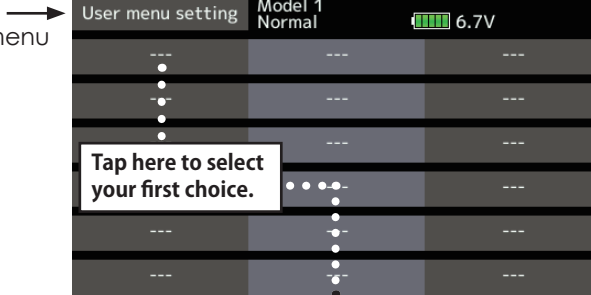 User menu setting
Model 1
Normal
6.7V
menu
--- --- ---
--- --- ---
--- ---
Tap here to select
your first choice.
--- ---
--- --- ---
--- --- ---